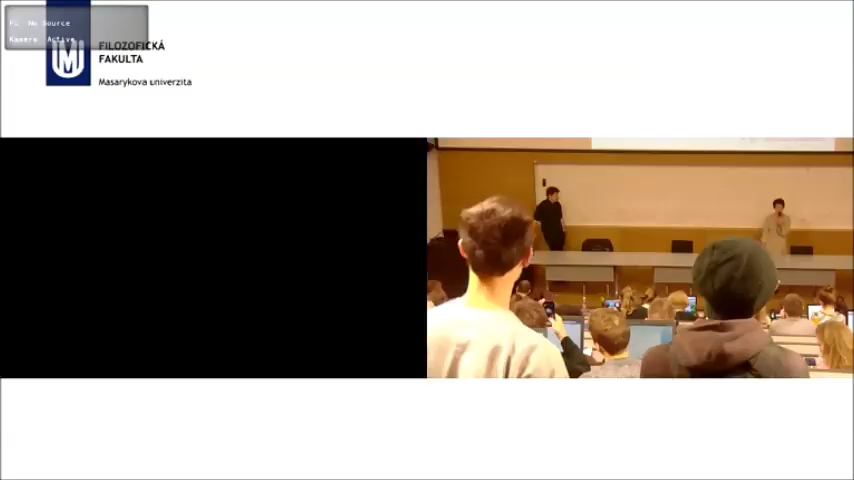 PC No Source
Kamera Active
FILOZOFICKÁ
FAKULTA
Masarykova univerzita